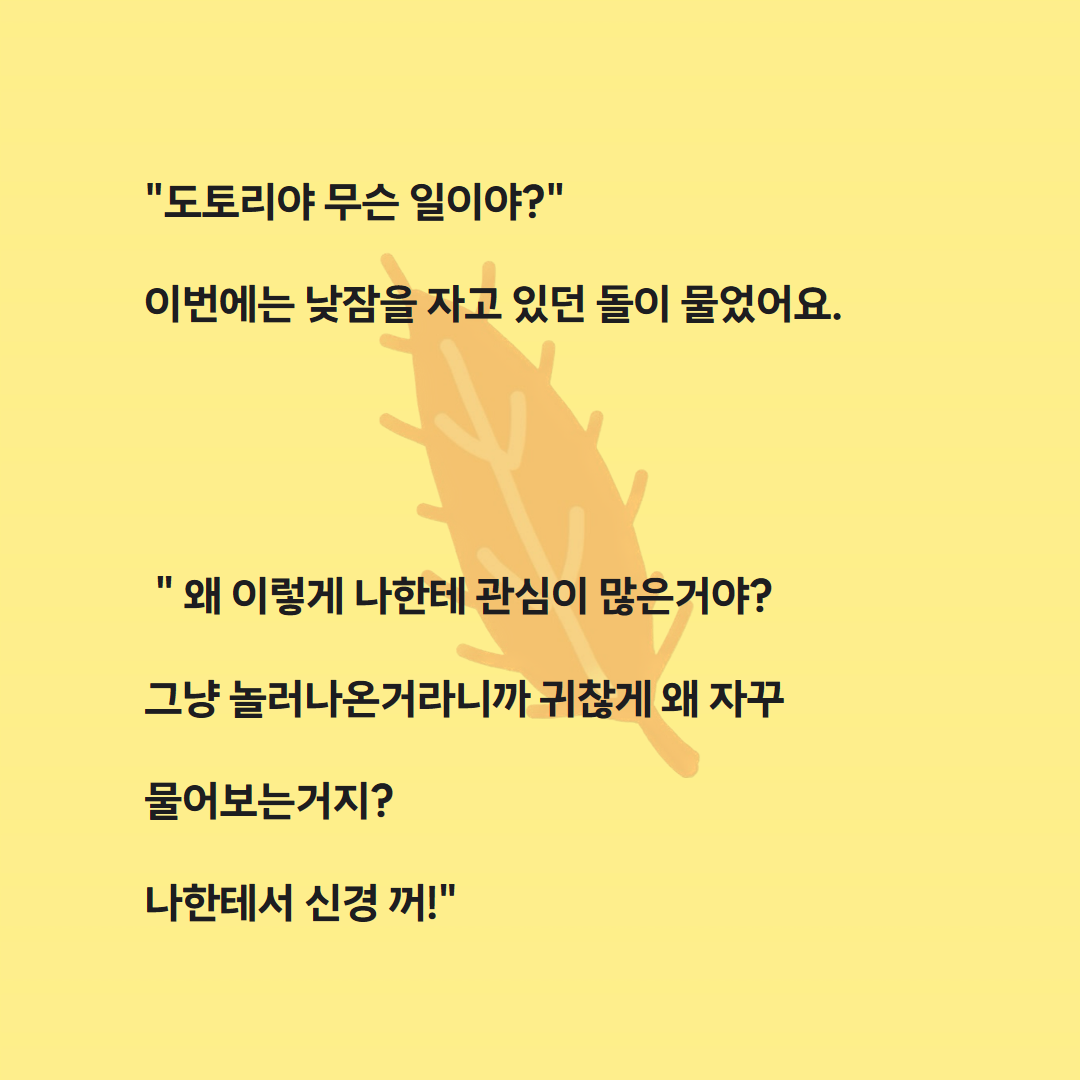 "도토리야 무슨 일이야?"
이번에는 낮잠을 자고 있던 돌이 물었어요.
" 왜 이렇게 나한테 관심이 많은거야?
그냥 놀러나온거라니까 귀찮게 왜 자꾸
물어보는거지?
나한테서 신경 꺼!"